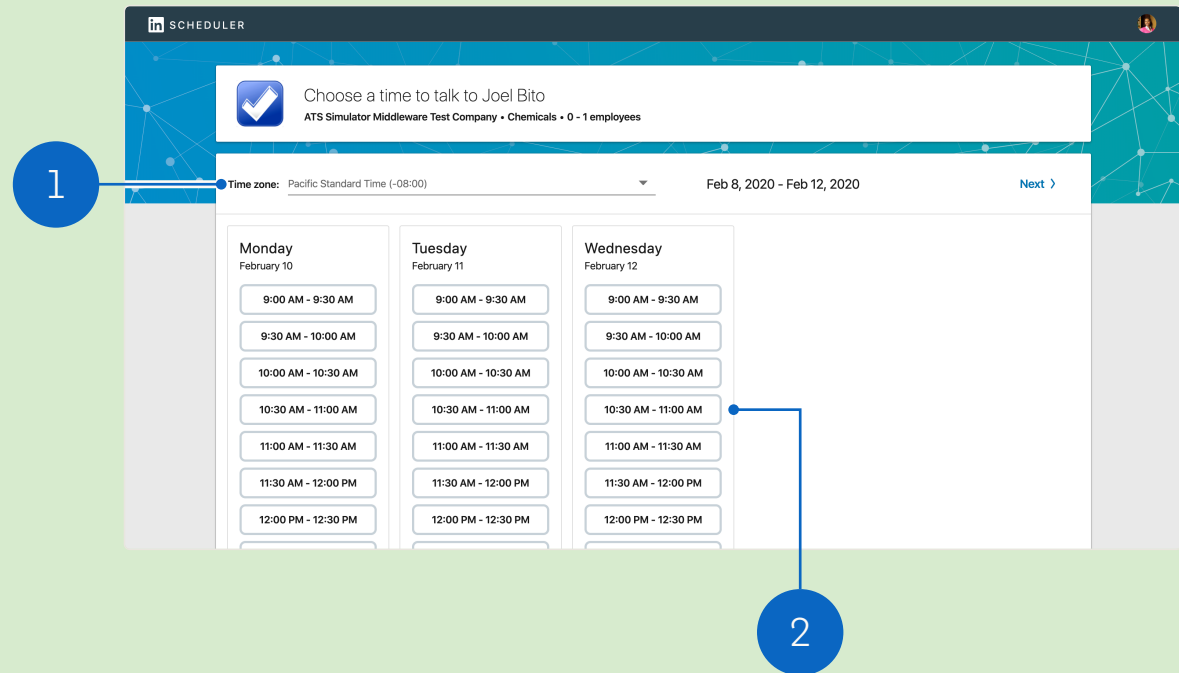 in SCHEDULER
Choose a time to talk to Joel Bito
ATS Simulator Middleware Test Company • Chemicals • 0 - 1 employees
1
Time zone: Pacific Standard Time (-08:00)
Feb 8, 2020 - Feb 12, 2020
Next >
Monday
February 10
9:00 AM - 9:30 AM
9:30 AM - 10:00 AM
10:00 AM - 10:30 AM
10:30 AM - 11:00 AM
11:00 AM - 11:30 AM
11:30 AM - 12:00 PM
12:00 PM - 12:30 PM
Tuesday
February 11
9:00 AM - 9:30 AM
9:30 AM - 10:00 AM
10:00 AM - 10:30 AM
10:30 AM - 11:00 AM
11:00 AM - 11:30 AM
11:30 AM - 12:00 PM
12:00 PM - 12:30 PM
Wednesday
February 12
9:00 AM - 9:30 AM
9:30 AM - 10:00 AM
10:00 AM - 10:30 AM
10:30 AM - 11:00 AM
11:00 AM - 11:30 AM
11:30 AM - 12:00 PM
12:00 PM - 12:30 PM
2